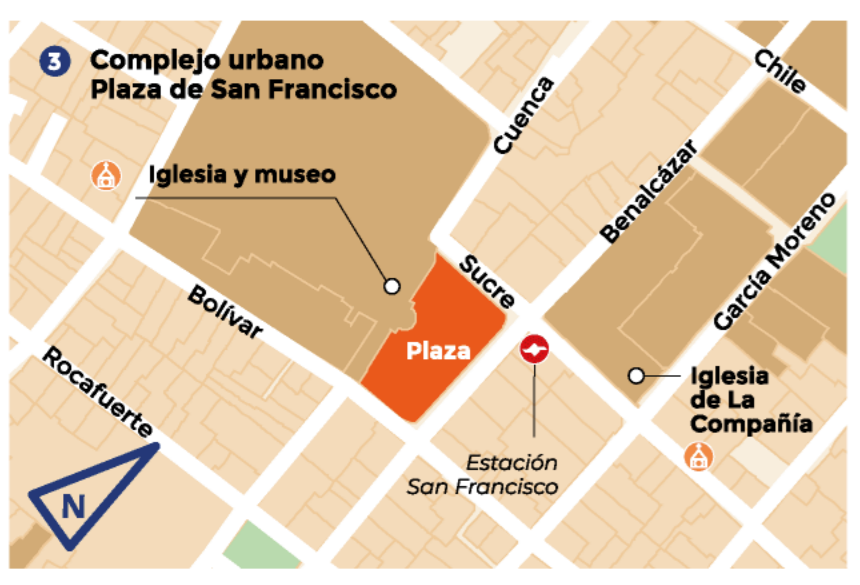 3 Complejo urbano
Plaza de San Francisco
Chile
Cuenca
Iglesia y museo
Benalcázar
García Moreno
Sucre
Bolívar
Plaza
Rocafuerte
Iglesia
de La
Compañía
Estación
San Francisco
N